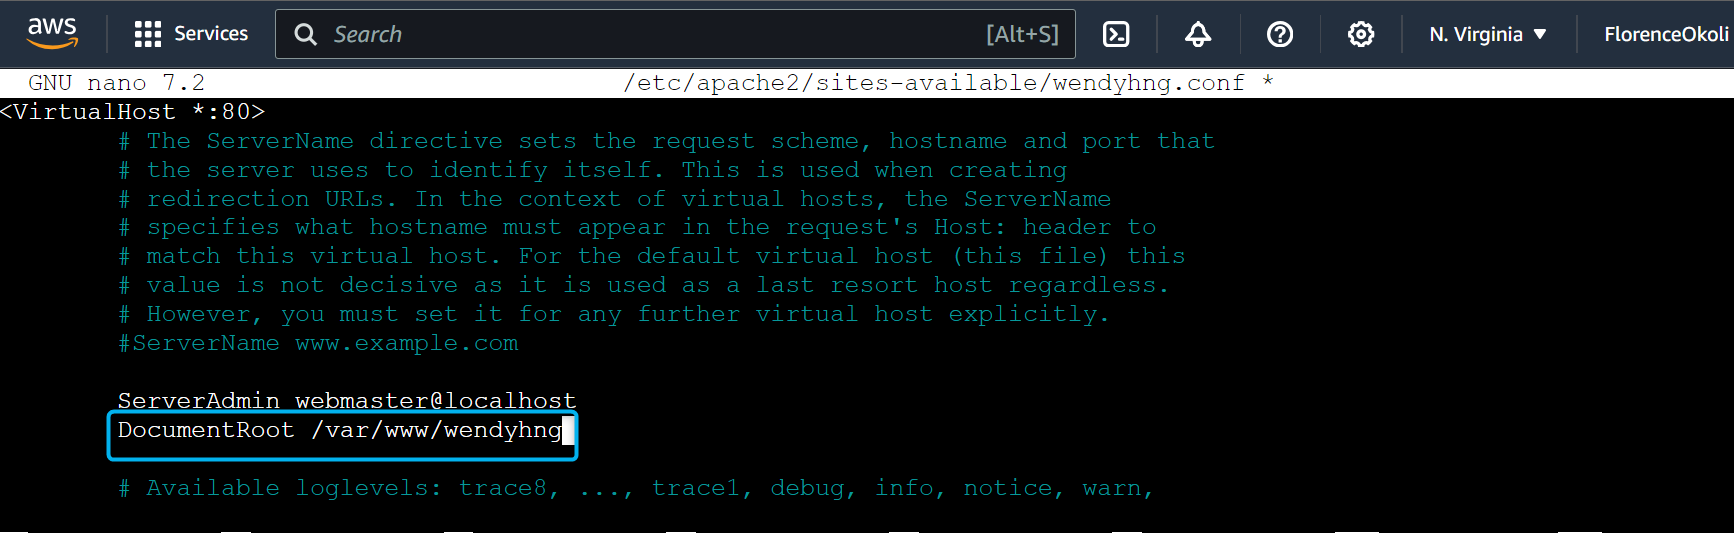 aws Services Search [Alt+S] N. Virginia ▼ FlorenceOkoli
GNU nano 7.2 /etc/apache2/sites-available/wendyhng.conf *
<VirtualHost *:80>
# The ServerName directive sets the request scheme, hostname and port that
# the server uses to identify itself. This is used when creating
# redirection URLs. In the context of virtual hosts, the ServerName
# specifies what hostname must appear in the request's Host: header to
# match this virtual host. For the default virtual host (this file) this
# value is not decisive as it is used as a last resort host regardless.
# However, you must set it for any further virtual host explicitly.
#ServerName www.example.com
ServerAdmin webmaster@localhost
DocumentRoot /var/www/wendyhng
# Available loglevels: trace8, ..., trace1, debug, info, notice, warn,